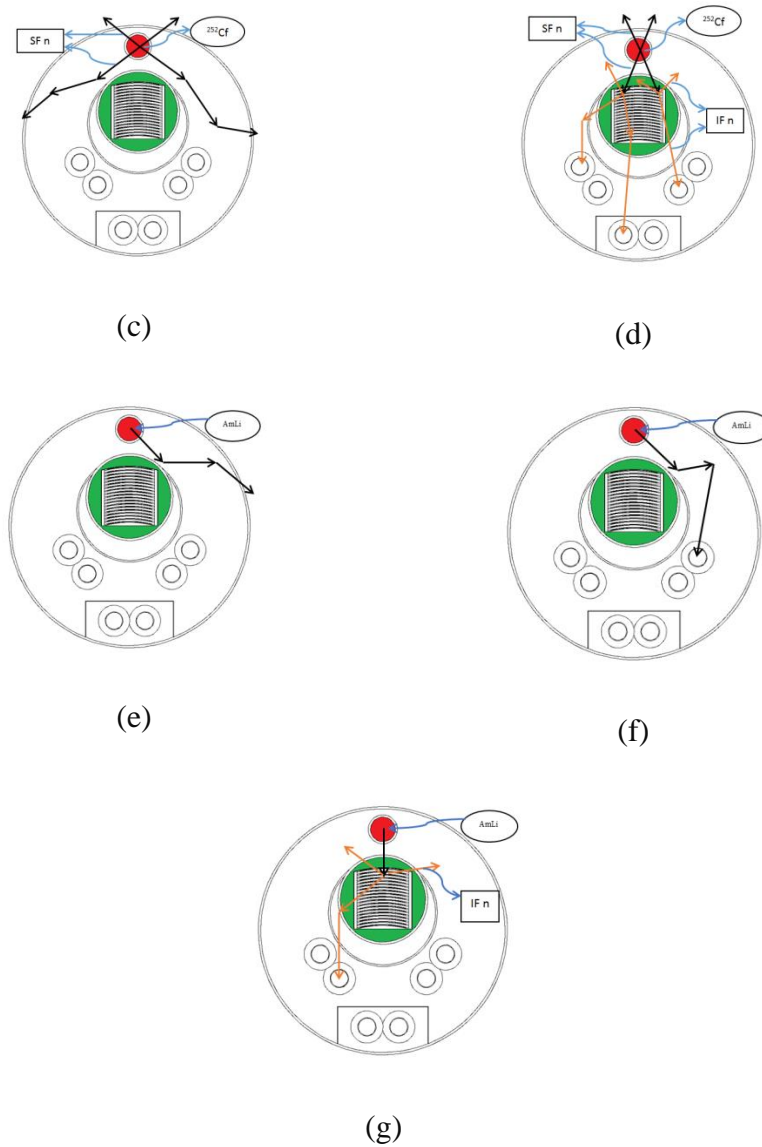 SF n
²⁵²Cf
(c)
SF n
²⁵²Cf
IF n
(d)
AmLi
(e)
AmLi
(f)
AmLi
IF n
(g)